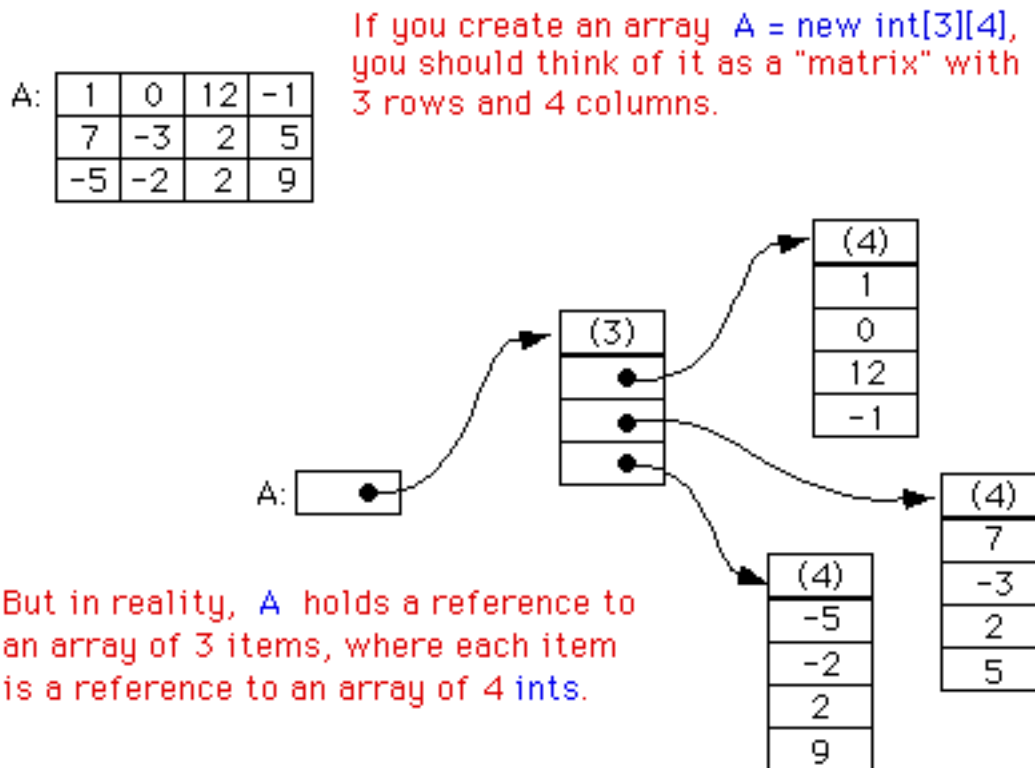 If you create an array A = new int[3][4],
you should think of it as a "matrix" with
3 rows and 4 columns.
A:
1 0 12 -1
7 -3 2 5
-5 -2 2 9
A:
(3)
(4)
1
0
12
-1
(4)
7
-3
2
5
(4)
-5
-2
2
9
But in reality, A holds a reference to
an array of 3 items, where each item
is a reference to an array of 4 ints.